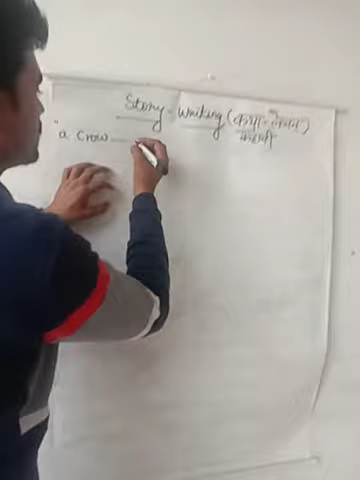 Story-writing (कथा-लेखन)
कहानी
"a Crow ......